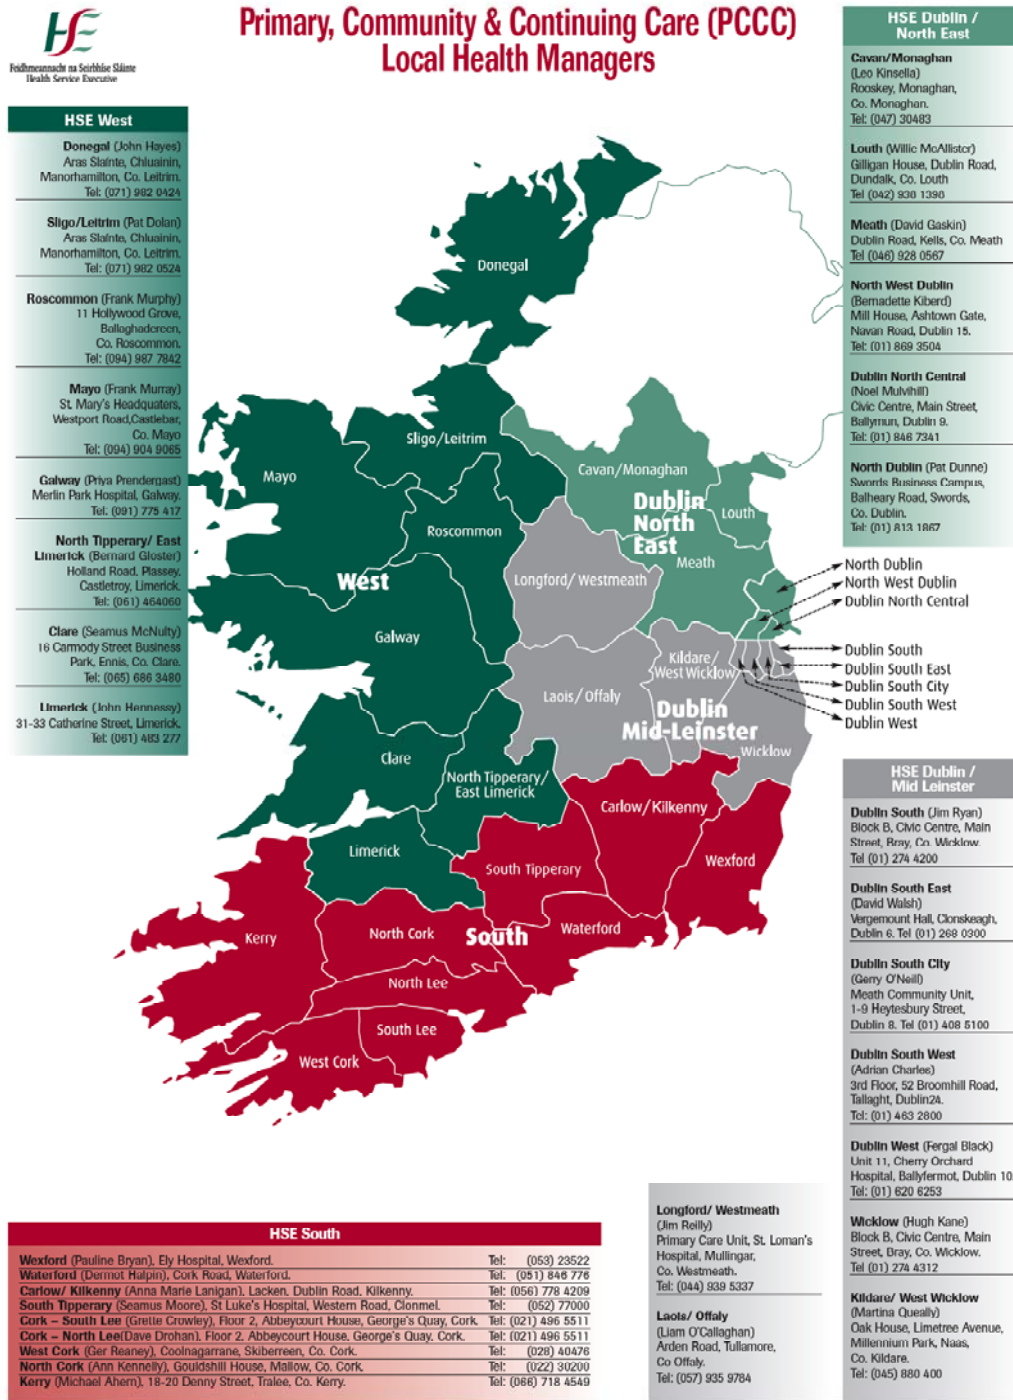 Primary, Community & Continuing Care (PCCC)
Local Health Managers
HSE
Feidhmeannacht na Seirbhíse Sláinte
Health Service Executive
HSE West
Donegal (John Hayes)
Aras Slainte, Chluainin,
Manorhamilton, Co. Leitrim.
Tel: (071) 982 0424
Sligo/Leitrim (Pat Dolan)
Aras Slainte, Chluainin,
Manorhamilton, Co. Leitrim.
Tel: (071) 982 0524
Roscommon (Frank Murphy)
11 Hollywood Grove,
Ballaghadereen,
Co. Roscommon.
Tel: (094) 987 7842
Mayo (Frank Murray)
St. Mary's Headquaters,
Westport Road,Castlebar,
Co. Mayo
Tel: (094) 904 9065
Galway (Priya Prendergast)
Merlin Park Hospital, Galway.
Tel: (091) 775 417
North Tipperary/ East
Limerick (Bernard Gloster)
Holland Road, Plassey,
Castletroy, Limerick.
Tel: (061) 464060
Clare (Seamus McNulty)
16 Carmody Street Business
Park, Ennis, Co. Clare.
Tel: (065) 686 3480
Limerick (John Hennessy)
31-33 Catherine Street, Limerick.
Tel: (061) 483 277
Donegal
Sligo/Leitrim
Mayo
Roscommon
West
Galway
Clare
North Tipperary/
East Limerick
Limerick
Cavan/Monaghan
Dublin
North
East
Louth
Meath
Longford/Westmeath
Kildare/
West Wicklow
Laois/Offaly
Dublin
Mid-Leinster
Wicklow
Carlow/Kilkenny
Wexford
South Tipperary
Waterford
South
Kerry
North Cork
North Lee
South Lee
West Cork
North Dublin
North West Dublin
Dublin North Central
Dublin South
Dublin South East
Dublin South City
Dublin South West
Dublin West
HSE Dublin /
North East
Cavan/Monaghan
(Leo Kinsella)
Rooskey, Monaghan,
Co. Monaghan.
Tel: (047) 30483
Louth (Willie McAllister)
Gilligan House, Dublin Road,
Dundalk, Co. Louth
Tel (042) 938 1398
Meath (David Gaskin)
Dublin Road, Kells, Co. Meath
Tel (046) 928 0567
North West Dublin
(Bernadette Kiberd)
Mill House, Ashtown Gate,
Navan Road, Dublin 15.
Tel: (01) 869 3504
Dublin North Central
(Noel Mulvihill)
Civic Centre, Main Street,
Ballymun, Dublin 9.
Tel: (01) 846 7341
North Dublin (Pat Dunne)
Swords Business Campus,
Balheary Road, Swords,
Co. Dublin.
Tel: (01) 813 1867
HSE Dublin /
Mid Leinster
Dublin South (Jim Ryan)
Block B, Civic Centre, Main
Street, Bray, Co. Wicklow.
Tel (01) 274 4200
Dublin South East
(David Walsh)
Vergemount Hall, Clonskeagh,
Dublin 6. Tel (01) 268 0300
Dublin South City
(Gerry O'Neill)
Meath Community Unit,
1-9 Heytesbury Street,
Dublin 8. Tel (01) 408 5100
Dublin South West
(Adrian Charles)
3rd Floor, 52 Broomhill Road,
Tallaght, Dublin24.
Tel: (01) 463 2800
Dublin West (Fergal Black)
Unit 11, Cherry Orchard
Hospital, Ballyfermot, Dublin 10.
Tel: (01) 620 6253
Wicklow (Hugh Kane)
Block B, Civic Centre, Main
Street, Bray, Co. Wicklow.
Tel (01) 274 4312
Kildare/ West Wicklow
(Martina Queally)
Oak House, Limetree Avenue,
Millennium Park, Naas,
Co. Kildare.
Tel: (045) 880 400
Longford/ Westmeath
(Jim Reilly)
Primary Care Unit, St. Loman's
Hospital, Mullingar,
Co. Westmeath.
Tel: (044) 939 5337
Laois/ Offaly
(Liam O'Callaghan)
Arden Road, Tullamore,
Co Offaly.
Tel: (057) 935 9784
HSE South
Wexford (Pauline Bryan), Ely Hospital, Wexford. Tel: (053) 23522
Waterford (Dermot Halpin), Cork Road, Waterford. Tel: (051) 846 776
Carlow/ Kilkenny (Anna Marie Lanigan), Lacken, Dublin Road, Kilkenny. Tel: (056) 778 4209
South Tipperary (Seamus Moore), St Luke's Hospital, Western Road, Clonmel. Tel: (052) 77000
Cork – South Lee (Grette Crowley), Floor 2, Abbeycourt House, George's Quay, Cork. Tel: (021) 496 5511
Cork – North Lee(Dave Drohan), Floor 2, Abbeycourt House, George's Quay, Cork. Tel: (021) 496 5511
West Cork (Ger Reaney), Coolnagarrane, Skiberreen, Co. Cork. Tel: (028) 40476
North Cork (Ann Kennelly), Gouldshill House, Mallow, Co. Cork. Tel: (022) 30200
Kerry (Michael Ahern), 18-20 Denny Street, Tralee, Co. Kerry. Tel: (066) 718 4549